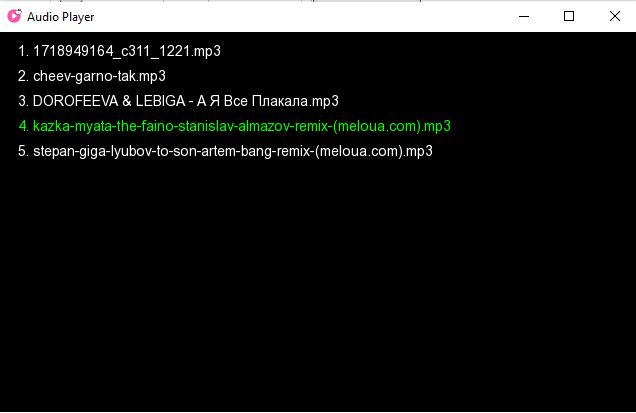 Audio Player
1. 1718949164_c311_1221.mp3
2. cheev-garno-tak.mp3
3. DOROFEEVA & LEBIGA - А Я Все Плакала.mp3
4. kazka-myata-the-faino-stanislav-almazov-remix-(meloua.com).mp3
5. stepan-giga-lyubov-to-son-artem-bang-remix-(meloua.com).mp3